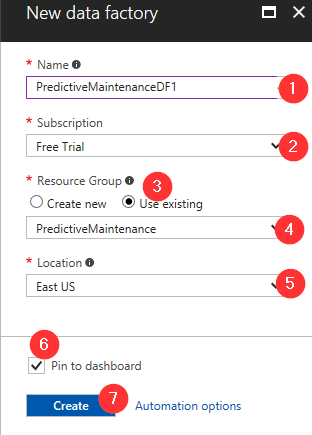 New data factory
* Name
PredictiveMaintenanceDF1
1
* Subscription
Free Trial
2
* Resource Group
3
Create new Use existing
PredictiveMaintenance
4
* Location
East US
5
6
Pin to dashboard
7
Create Automation options